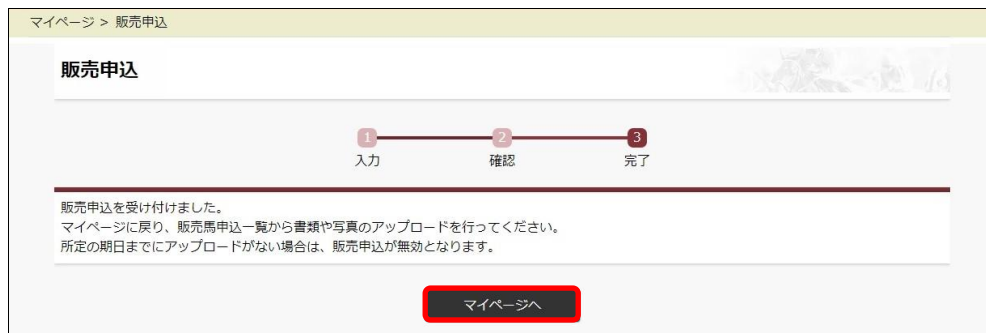 マイページ > 販売申込
販売申込
1 2 3
入力 確認 完了
販売申込を受け付けました。
マイページに戻り、販売馬申込一覧から書類や写真のアップロードを行ってください。
所定の期日までにアップロードがない場合は、販売申込が無効となります。
マイページへ